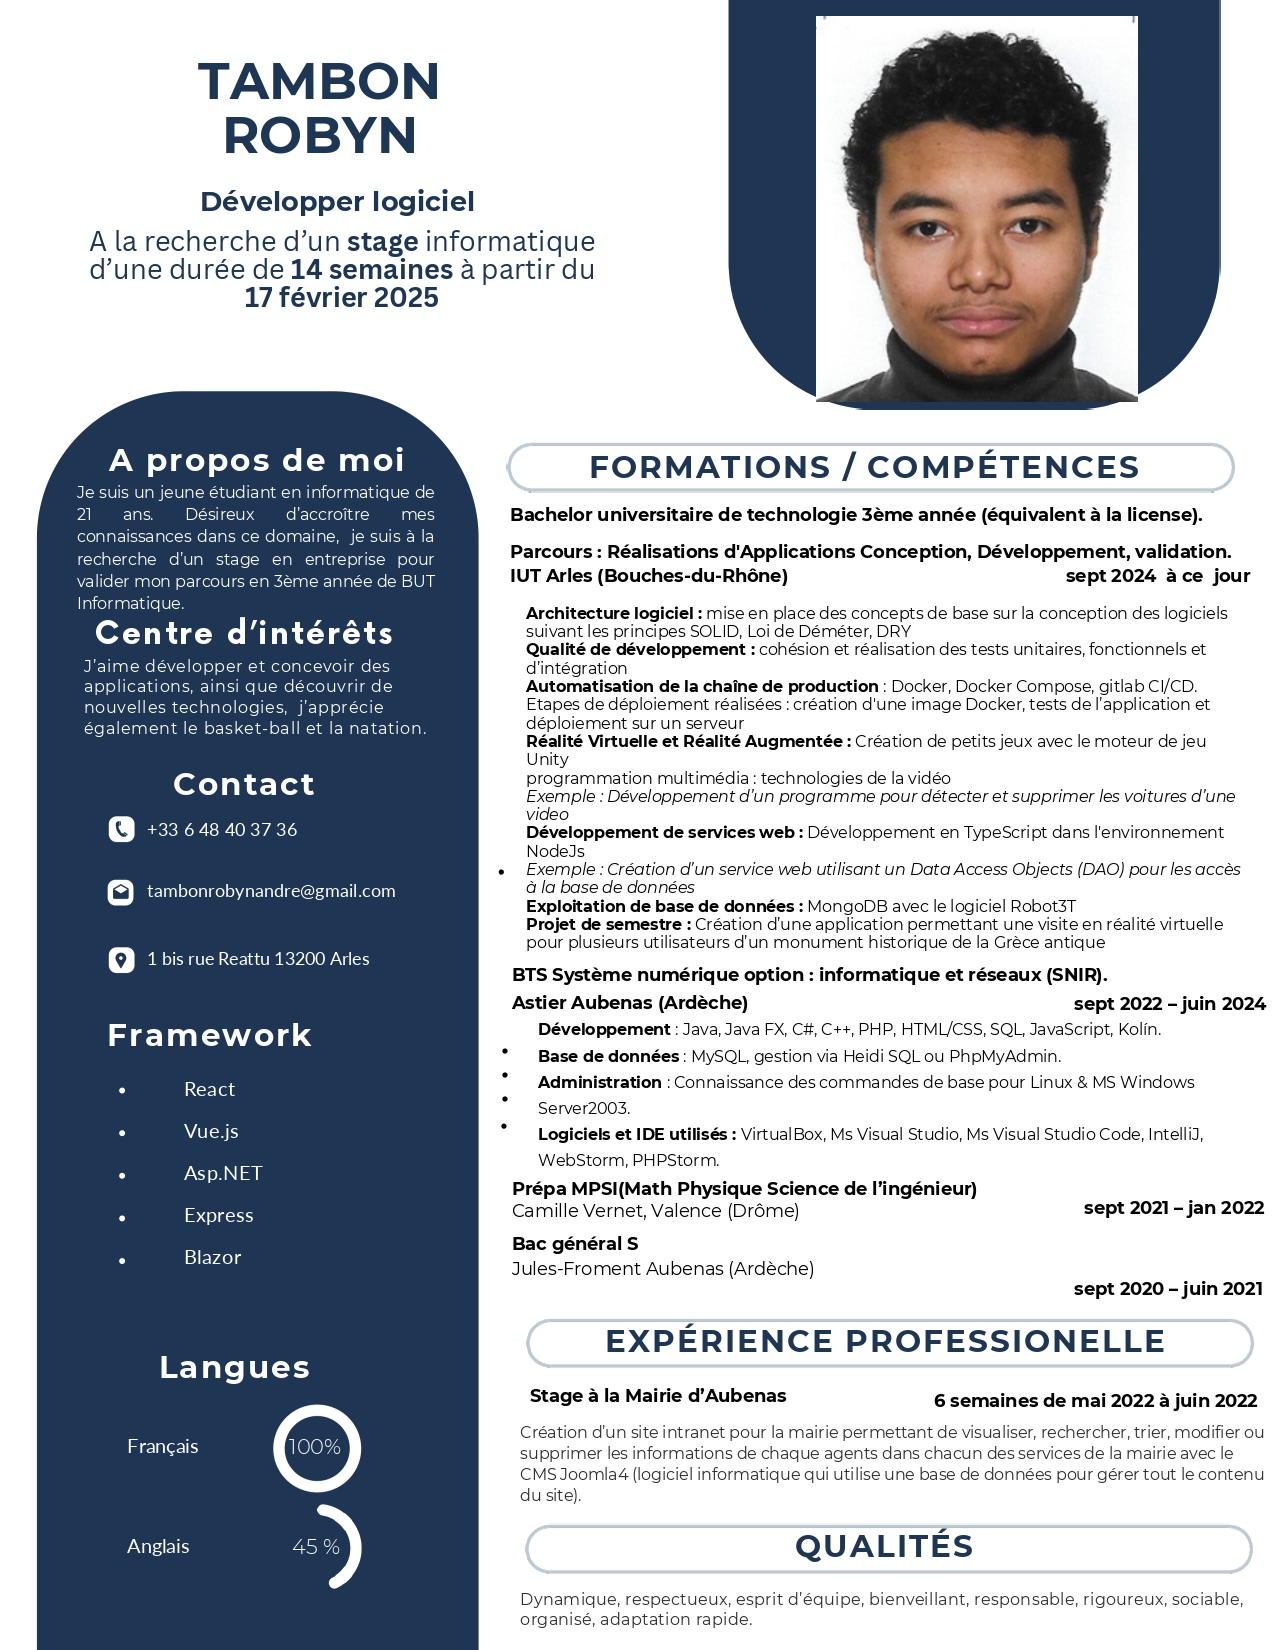 TAMBON
ROBYN
Développer logiciel
A la recherche d’un stage informatique
d’une durée de 14 semaines à partir du
17 février 2025
A propos de moi
Je suis un jeune étudiant en informatique de
21 ans. Désireux d’accroître mes
connaissances dans ce domaine, je suis à la
recherche d’un stage en entreprise pour
valider mon parcours en 3ème année de BUT
Informatique.
Centre d’intérêts
J’aime développer et concevoir des
applications, ainsi que découvrir de
nouvelles technologies, j’apprécie
également le basket-ball et la natation.
Contact
+33 6 48 40 37 36
tambonrobynandre@gmail.com
1 bis rue Reattu 13200 Arles
Framework
• React
• Vue.js
• Asp.NET
• Express
• Blazor
Langues
Français 100%
Anglais 45 %
FORMATIONS / COMPÉTENCES
Bachelor universitaire de technologie 3ème année (équivalent à la license).
Parcours : Réalisations d'Applications Conception, Développement, validation.
IUT Arles (Bouches-du-Rhône) sept 2024 à ce jour
Architecture logiciel : mise en place des concepts de base sur la conception des logiciels
suivant les principes SOLID, Loi de Déméter, DRY
Qualité de développement : cohésion et réalisation des tests unitaires, fonctionnels et
d’intégration
Automatisation de la chaîne de production : Docker, Docker Compose, gitlab CI/CD.
Etapes de déploiement réalisées : création d'une image Docker, tests de l’application et
déploiement sur un serveur
Réalité Virtuelle et Réalité Augmentée : Création de petits jeux avec le moteur de jeu
Unity
programmation multimédia : technologies de la vidéo
Exemple : Développement d’un programme pour détecter et supprimer les voitures d’une
video
Développement de services web : Développement en TypeScript dans l'environnement
NodeJs
• Exemple : Création d’un service web utilisant un Data Access Objects (DAO) pour les accès
à la base de données
Exploitation de base de données : MongoDB avec le logiciel Robot3T
Projet de semestre : Création d’une application permettant une visite en réalité virtuelle
pour plusieurs utilisateurs d’un monument historique de la Grèce antique
BTS Système numérique option : informatique et réseaux (SNIR).
Astier Aubenas (Ardèche) sept 2022 – juin 2024
Développement : Java, Java FX, C#, C++, PHP, HTML/CSS, SQL, JavaScript, Kolín.
• Base de données : MySQL, gestion via Heidi SQL ou PhpMyAdmin.
• Administration : Connaissance des commandes de base pour Linux & MS Windows
• Server2003.
• Logiciels et IDE utilisés : VirtualBox, Ms Visual Studio, Ms Visual Studio Code, IntelliJ,
WebStorm, PHPStorm.
Prépa MPSI(Math Physique Science de l’ingénieur)
Camille Vernet, Valence (Drôme) sept 2021 – jan 2022
Bac général S
Jules-Froment Aubenas (Ardèche)
sept 2020 – juin 2021
EXPÉRIENCE PROFESSIONELLE
Stage à la Mairie d’Aubenas 6 semaines de mai 2022 à juin 2022
Création d’un site intranet pour la mairie permettant de visualiser, rechercher, trier, modifier ou
supprimer les informations de chaque agents dans chacun des services de la mairie avec le
CMS Joomla4 (logiciel informatique qui utilise une base de données pour gérer tout le contenu
du site).
QUALITÉS
Dynamique, respectueux, esprit d’équipe, bienveillant, responsable, rigoureux, sociable,
organisé, adaptation rapide.